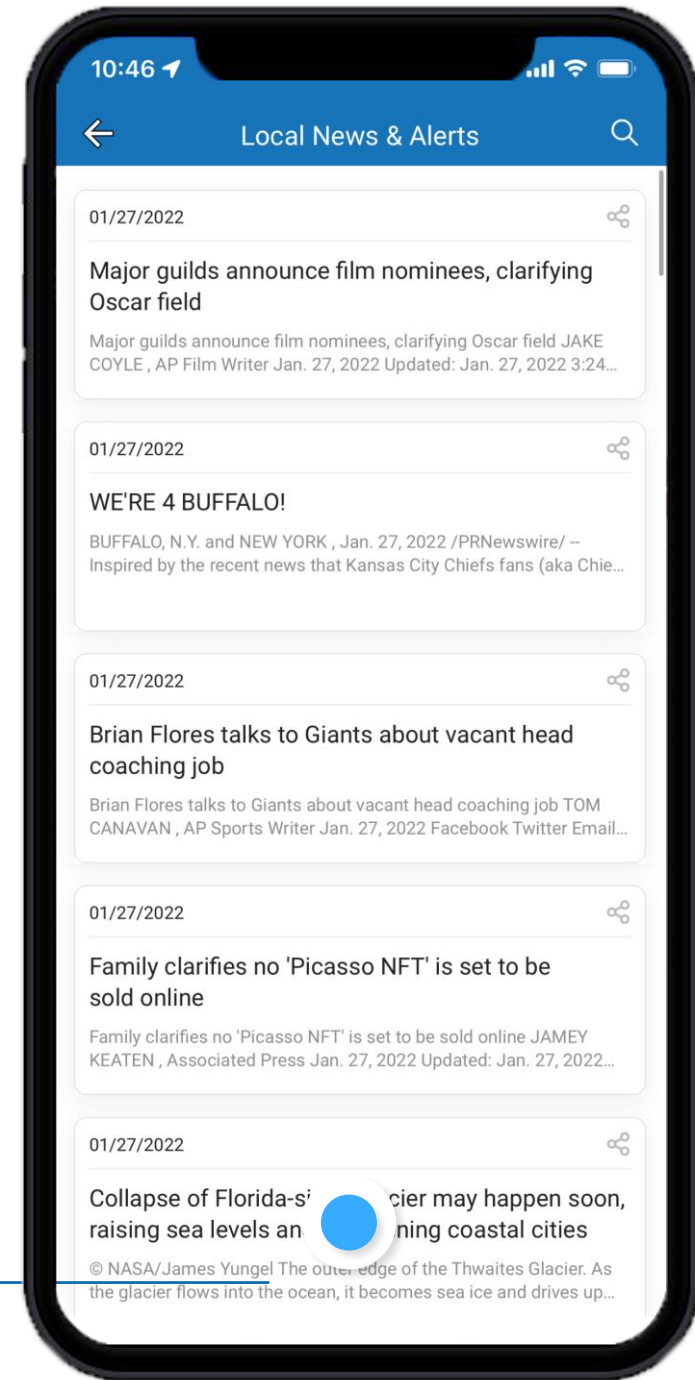 10:46
Local News & Alerts
01/27/2022
Major guilds announce film nominees, clarifying
Oscar field
Major guilds announce film nominees, clarifying Oscar field JAKE
COYLE , AP Film Writer Jan. 27, 2022 Updated: Jan. 27, 2022 3:24...
01/27/2022
WE'RE 4 BUFFALO!
BUFFALO, N.Y. and NEW YORK , Jan. 27, 2022 /PRNewswire/ --
Inspired by the recent news that Kansas City Chiefs fans (aka Chie...
01/27/2022
Brian Flores talks to Giants about vacant head
coaching job
Brian Flores talks to Giants about vacant head coaching job TOM
CANAVAN , AP Sports Writer Jan. 27, 2022 Facebook Twitter Email...
01/27/2022
Family clarifies no 'Picasso NFT' is set to be
sold online
Family clarifies no 'Picasso NFT' is set to be sold online JAMEY
KEATEN , Associated Press Jan. 27, 2022 Updated: Jan. 27, 2022...
01/27/2022
Collapse of may happen soon,
raising sea levels coastal cities
© NASA/James Yungel The outer edge of the Thwaites Glacier. As
the glacier flows into the ocean, it becomes sea ice and drives up...